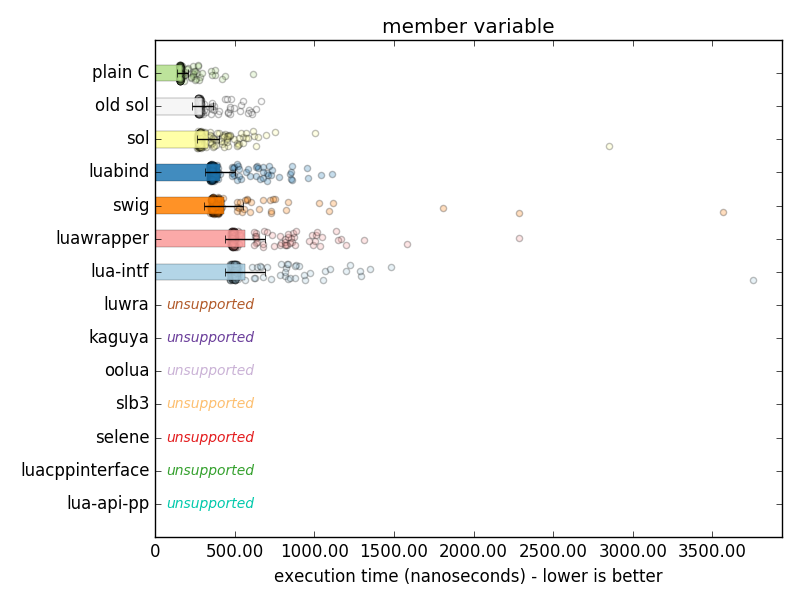 member variable
plain C
old sol
sol
luabind
swig
luawrapper
lua-intf
luwra unsupported
kaguya unsupported
oolua unsupported
slb3 unsupported
selene unsupported
luacppinterface unsupported
lua-api-pp unsupported
0 500.00 1000.00 1500.00 2000.00 2500.00 3000.00 3500.00
execution time (nanoseconds) - lower is better